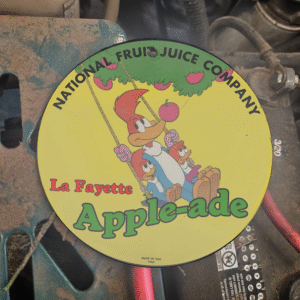 NATIONAL FRUIT JUICE COMPANY
La Fayette
Apple-ade